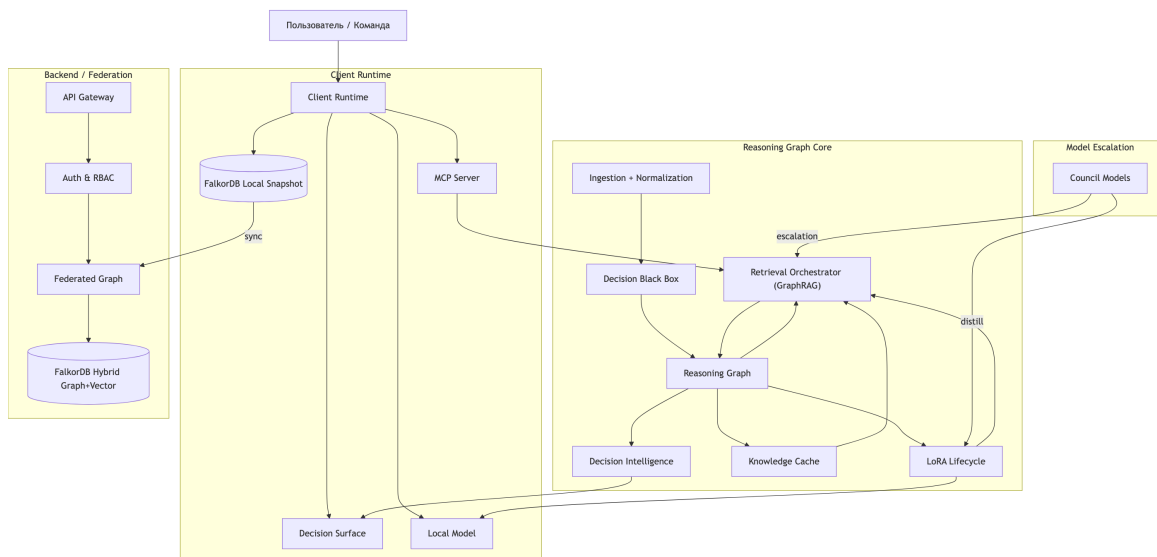 Пользователь / Команда
Backend / Federation
API Gateway
Auth & RBAC
Federated Graph
FalkorDB Hybrid
Graph+Vector
Client Runtime
Client Runtime
FalkorDB Local Snapshot
MCP Server
sync
Decision Surface
Local Model
Reasoning Graph Core
Ingestion + Normalization
Decision Black Box
escalation
Retrieval Orchestrator
(GraphRAG)
distill
Reasoning Graph
Decision Intelligence
Knowledge Cache
LoRA Lifecycle
Model Escalation
Council Models